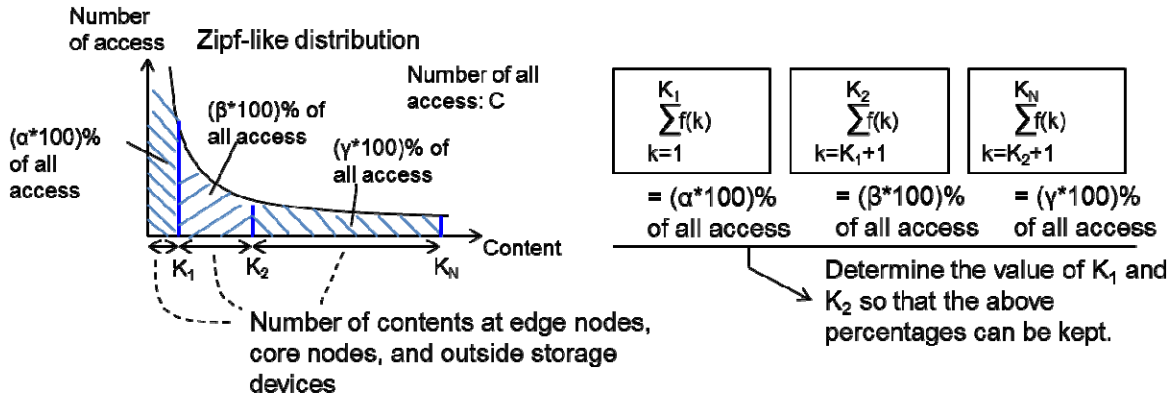 Number
of access
Zipf-like distribution
Number of all
access: C
(β*100)% of
all access
(α*100)%
of all
access
(γ*100)% of
all access
Content
K₁
K₂
K_N
Number of contents at edge nodes,
core nodes, and outside storage
devices
K₁
∑f(k)
k=1
= (α*100)%
of all access
K₂
∑f(k)
k=K₁+1
= (β*100)%
of all access
K_N
∑f(k)
k=K₂+1
= (γ*100)%
of all access
Determine the value of K₁ and
K₂ so that the above
percentages can be kept.